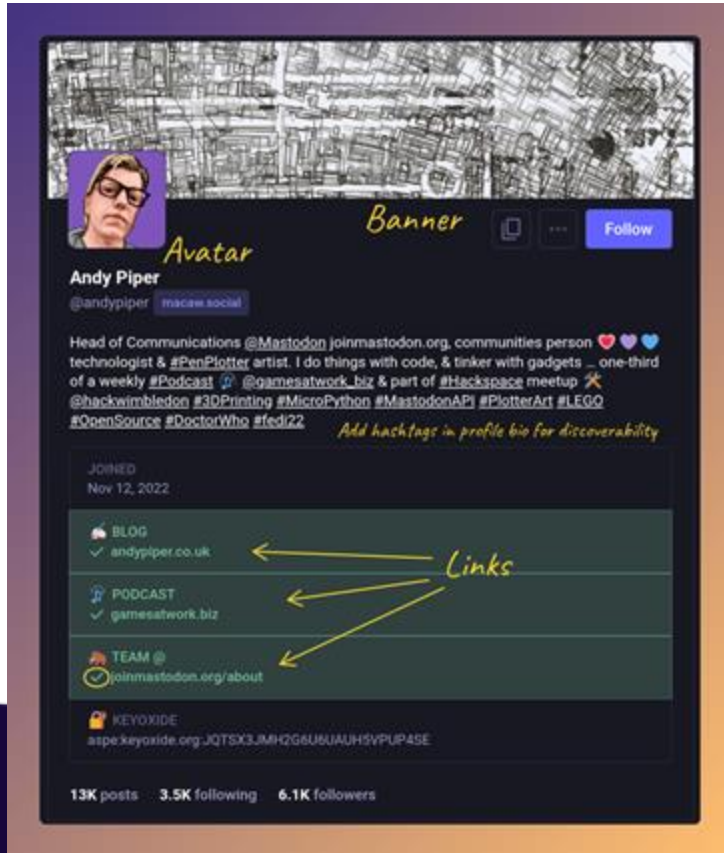 Banner
Follow
Avatar
Andy Piper
@andypiper macaw.social
Head of Communications @Mastodon joinmastodon.org, communities person
technologist & #PenPlotter artist. I do things with code, & tinker with gadgets … one-third
of a weekly #Podcast @gamesatwork_biz & part of #Hackspace meetup
@hackwimbledon #3DPrinting #MicroPython #MastodonAPI #PlotterArt #LEGO
#OpenSource #DoctorWho #fedi22
Add hashtags in profile bio for discoverability
JOINED
Nov 12, 2022
BLOG
✓ andypiper.co.uk
Links
PODCAST
✓ gamesatwork.biz
TEAM @
✓ joinmastodon.org/about
KEYOXIDE
aspe:keyoxide.org:JQTSX3JMH2G6U6UAUH5VPUP4SE
13K posts 3.5K following 6.1K followers